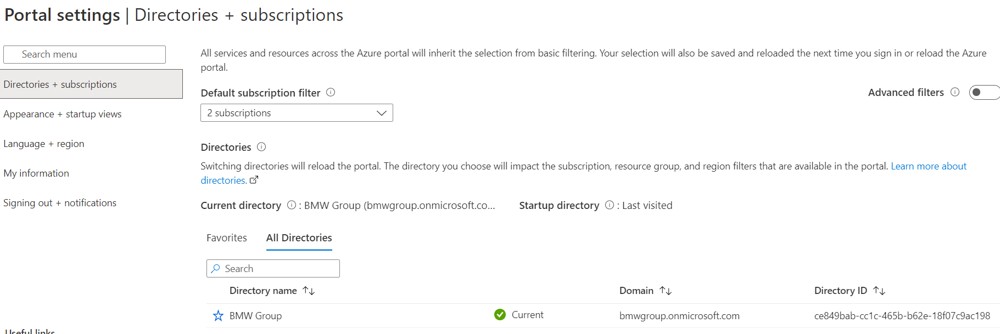 Portal settings | Directories + subscriptions
Search menu
Directories + subscriptions
Appearance + startup views
Language + region
My information
Signing out + notifications
Useful links
All services and resources across the Azure portal will inherit the selection from basic filtering. Your selection will also be saved and reloaded the next time you sign in or reload the Azure
portal.
Default subscription filter
Advanced filters
2 subscriptions
Directories
Switching directories will reload the portal. The directory you choose will impact the subscription, resource group, and region filters that are available in the portal. Learn more about
directories.
Current directory : BMW Group (bmwgroup.onmicrosoft.co... Startup directory : Last visited
Favorites All Directories
Search
Directory name Domain Directory ID
BMW Group Current bmwgroup.onmicrosoft.com ce849bab-cc1c-465b-b62e-18f07c9ac198